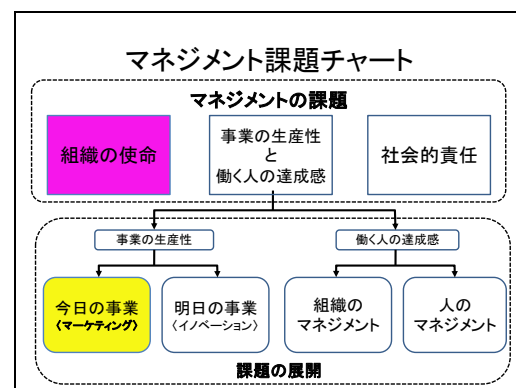 マネジメント課題チャート
マネジメントの課題
組織の使命
事業の生産性
と
働く人の達成感
社会的責任
事業の生産性
働く人の達成感
今日の事業
〈マーケティング〉
明日の事業
〈イノベーション〉
組織の
マネジメント
人の
マネジメント
課題の展開